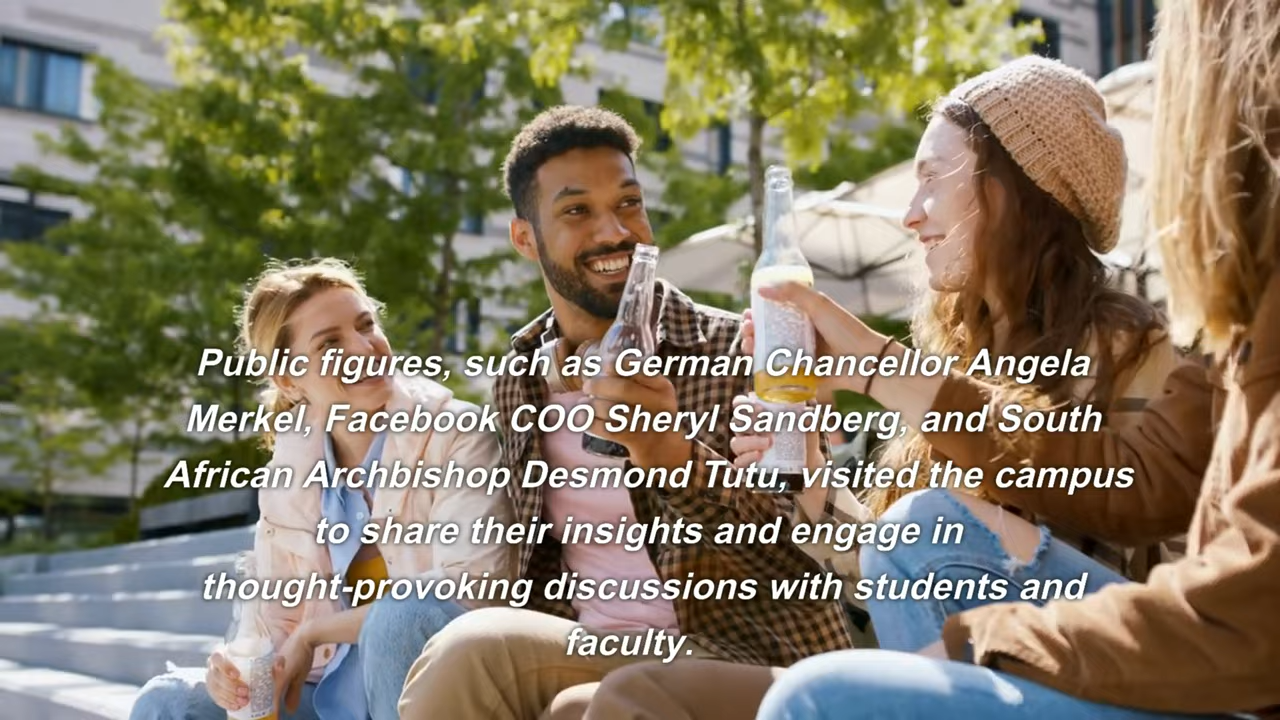 Public figures, such as German Chancellor Angela
Merkel, Facebook COO Sheryl Sandberg, and South
African Archbishop Desmond Tutu, visited the campus
to share their insights and engage in
thought-provoking discussions with students and
faculty.